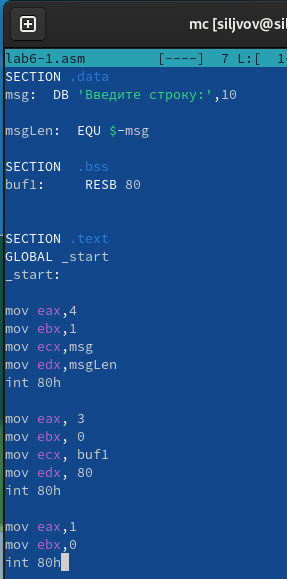 mc [siljvov@sil
lab6-1.asm [----] 7 L:[ 1
SECTION .data
msg: DB 'Введите строку:',10
msgLen: EQU $-msg
SECTION .bss
buf1: RESB 80
SECTION .text
GLOBAL _start
_start:
mov eax,4
mov ebx,1
mov ecx,msg
mov edx,msgLen
int 80h
mov eax, 3
mov ebx, 0
mov ecx, buf1
mov edx, 80
int 80h
mov eax,1
mov ebx,0
int 80h